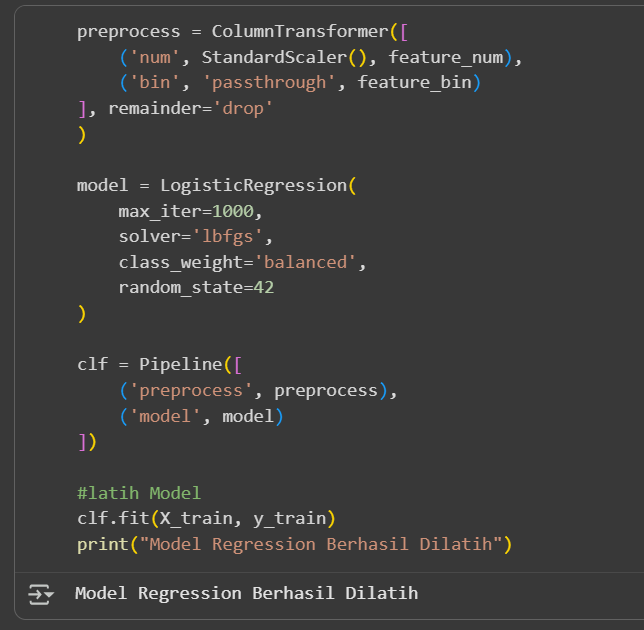 preprocess = ColumnTransformer([
    ('num', StandardScaler(), feature_num),
    ('bin', 'passthrough', feature_bin)
], remainder='drop'
)

model = LogisticRegression(
    max_iter=1000,
    solver='lbfgs',
    class_weight='balanced',
    random_state=42
)

clf = Pipeline([
    ('preprocess', preprocess),
    ('model', model)
])

#latih Model
clf.fit(X_train, y_train)
print("Model Regression Berhasil Dilatih")
Model Regression Berhasil Dilatih